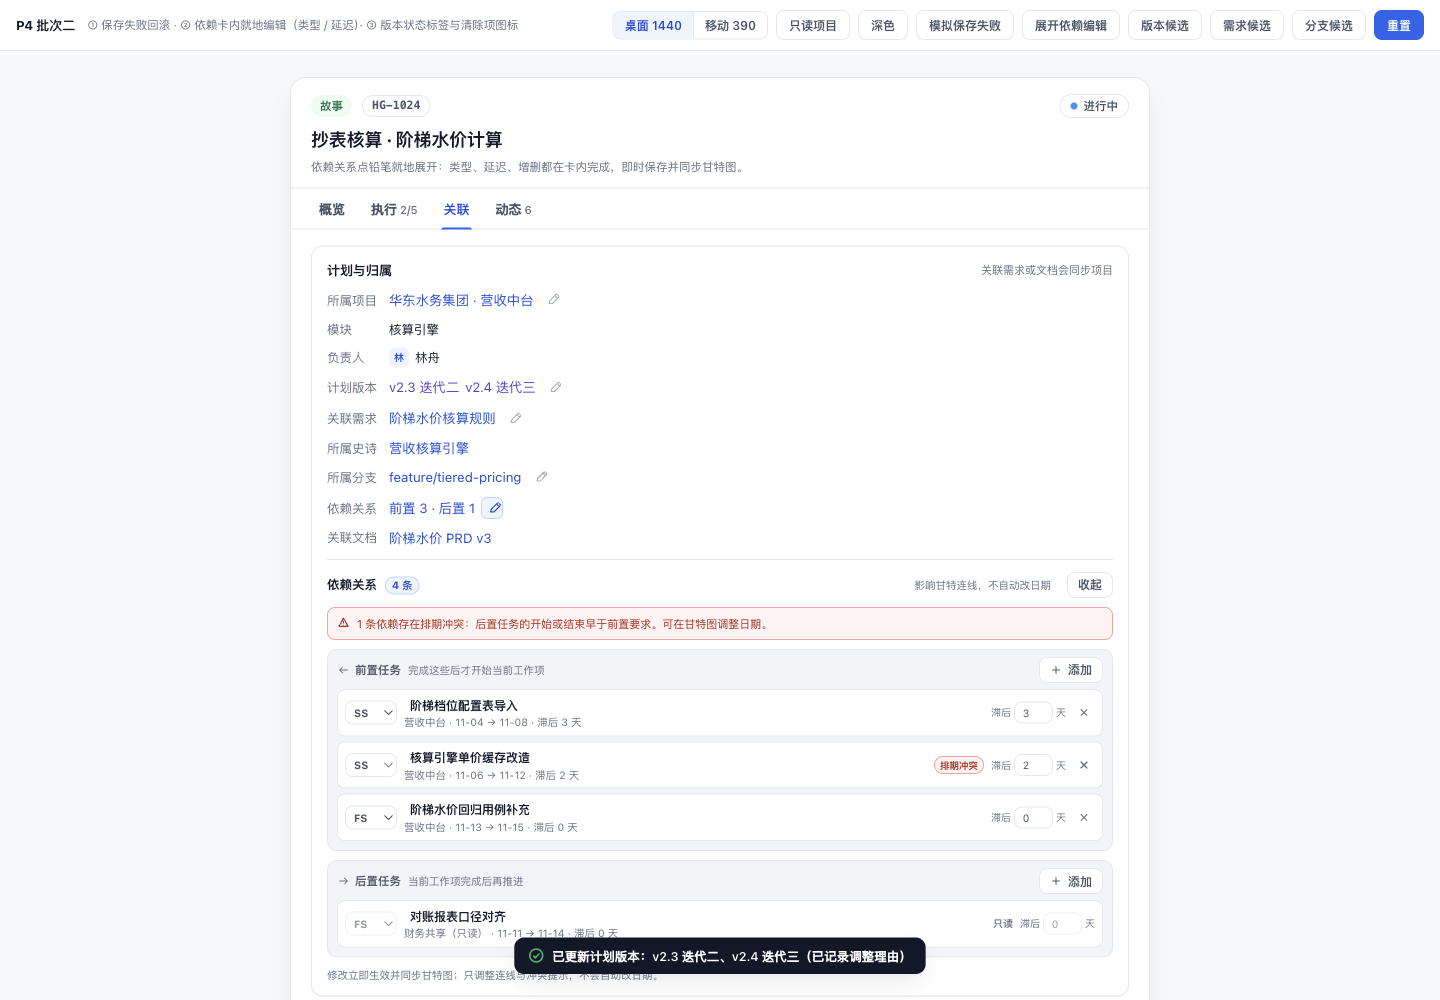 P4 批次二 ① 保存失败回滚 · ② 依赖卡内就地编辑（类型 / 延迟）· ③ 版本状态标签与清除项图标 桌面 1440 移动 390 只读项目 深色 模拟保存失败 展开依赖编辑 版本候选 需求候选 分支候选 重置
故事 HG-1024 进行中
抄表核算 · 阶梯水价计算
依赖关系点铅笔就地展开：类型、延迟、增删都在卡内完成，即时保存并同步甘特图。
概览 执行 2/5 关联 动态 6
计划与归属 关联需求或文档会同步项目
所属项目 华东水务集团 · 营收中台
模块 核算引擎
负责人 林 林舟
计划版本 v2.3 迭代二 v2.4 迭代三
关联需求 阶梯水价核算规则
所属史诗 营收核算引擎
所属分支 feature/tiered-pricing
依赖关系 前置 3 · 后置 1
关联文档 阶梯水价 PRD v3
依赖关系 4 条 影响甘特连线，不自动改日期 收起
1 条依赖存在排期冲突：后置任务的开始或结束早于前置要求。可在甘特图调整日期。
← 前置任务 完成这些后才开始当前工作项 + 添加
SS 阶梯档位配置表导入 滞后 3 天 ×
营收中台 · 11-04 → 11-08 · 滞后 3 天
SS 核算引擎单价缓存改造 排期冲突 滞后 2 天 ×
营收中台 · 11-06 → 11-12 · 滞后 2 天
FS 阶梯水价回归用例补充 滞后 0 天 ×
营收中台 · 11-13 → 11-15 · 滞后 0 天
→ 后置任务 当前工作项完成后再推进 + 添加
FS 对账报表口径对齐 只读 滞后 0 天
财务共享（只读） · 11-11 → 11-14 · 滞后 0 天
已更新计划版本：v2.3 迭代二、v2.4 迭代三（已记录调整理由）
修改立即生效并同步甘特图；只调整连线与冲突提示，不会自动改日期。